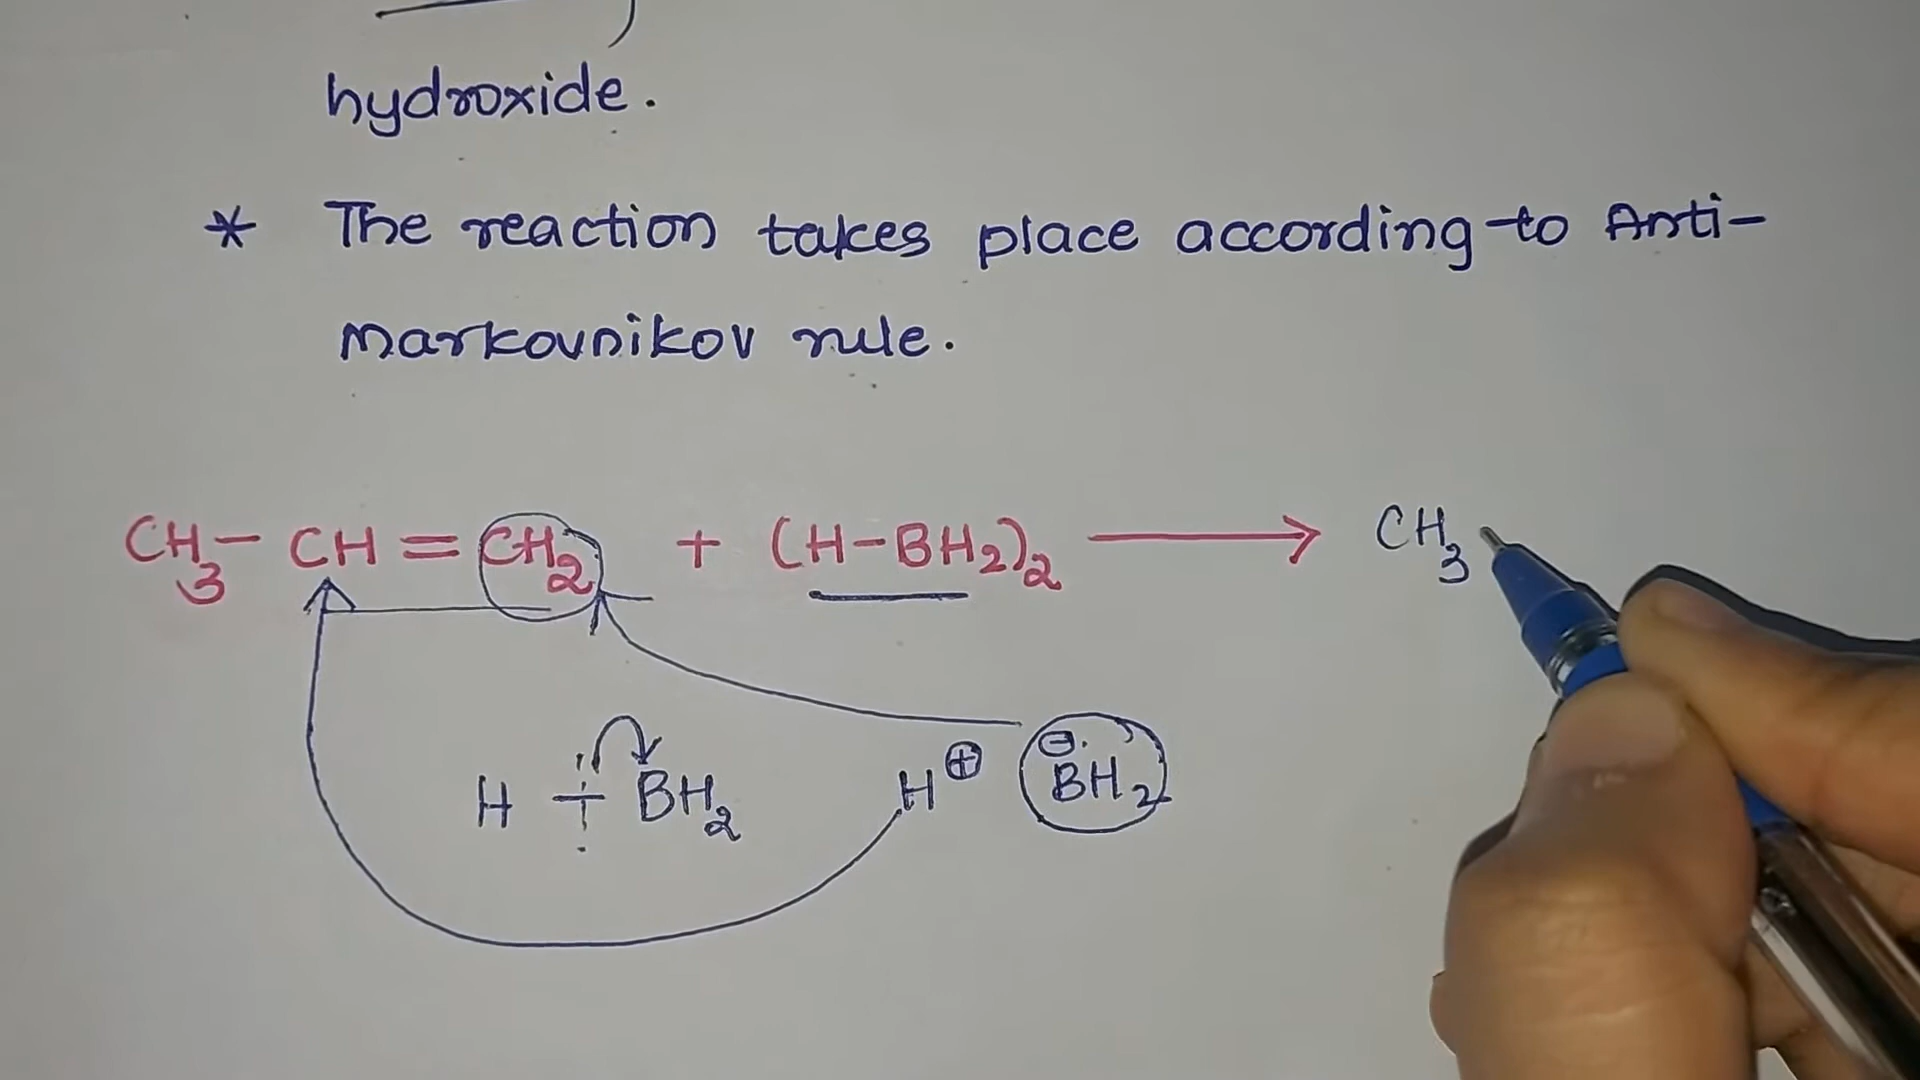 hydroxide.
* The reaction takes place according to Anti-
Markovnikov rule.
CH3 - CH = CH2 + (H-BH2)2 ⟶ CH3
H BH2 H⊕ ⊖BH2